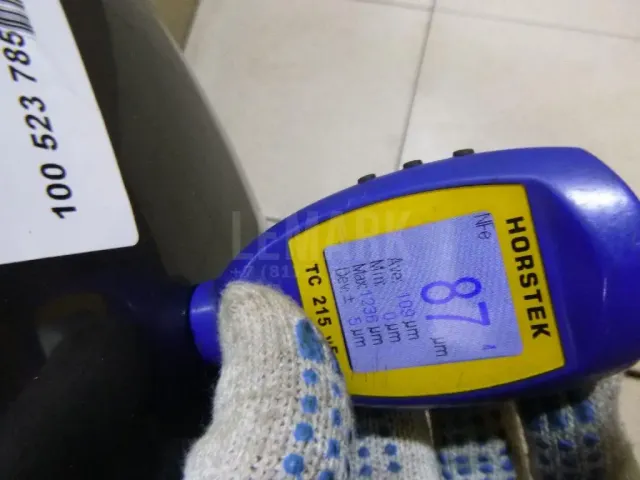 100 523 785
HORSTEK
NFe
87 µm
Ave: 109 µm
Min: 0 µm
Max: 1236 µm
Dev ± 5 µm
TC 215
LEMARK